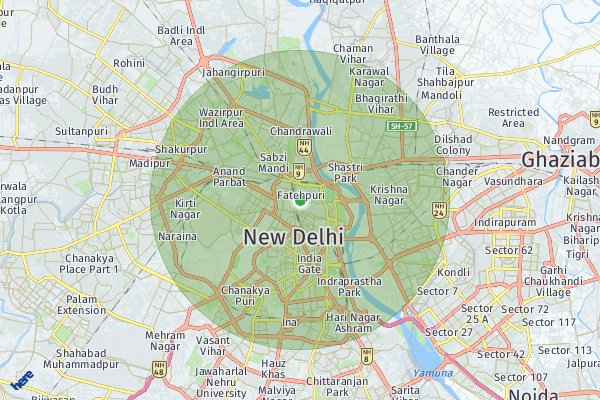 Haqiqatpur
Badli Indl
Area
Banthala
Village
Chaman
Vihar
Rohini
Jahangirpuri
Karawal
Nagar
Tila
Shahbajpur
Mandoli
Budh
Vihar
Bhagirathi
Vihar
Wazirpur
Indl Area
Restricted
Area
Sultanpuri
Chandrawali
SH-57
Dilshad
Colony
Nandgram
NH
9
NH
44
Shakurpur
Sabzi
Mandi
Madipur
NH
9
Shastri
Park
Ghaziab
Anand
Parbat
Chander
Nagar
Vasundhara
Kailash
Nagar
Kotla
Fatehpuri
Krishna
Nagar
Kirti
Nagar
NH
24
Indirapuram
Naraina
New Delhi
Biharipur
Tigri
Sector 62
Chanakya
Place Part 1
India
Gate
Kondli
Garhi
Chaukhandi
Village
Chanakya
Puri
Indraprastha
Park
Sector 7
Palam
Extension
Sector
25 A
Sector 72
Sector 117
Ina
Hari Nagar
Ashram
Sector 27
Mehram
Nagar
Vasant
Vihar
Shahabad
Muhammadpur
NH
8
Sector 42
Sector 113
Hauz
Khas
Jalpura
NH
48
Yamuna
Bijwasan
Jawaharlal
Nehru
University
Chittaranjan
Park
Sector 107
here
Malviya
Nagar
Sarita
Vihar
Noida